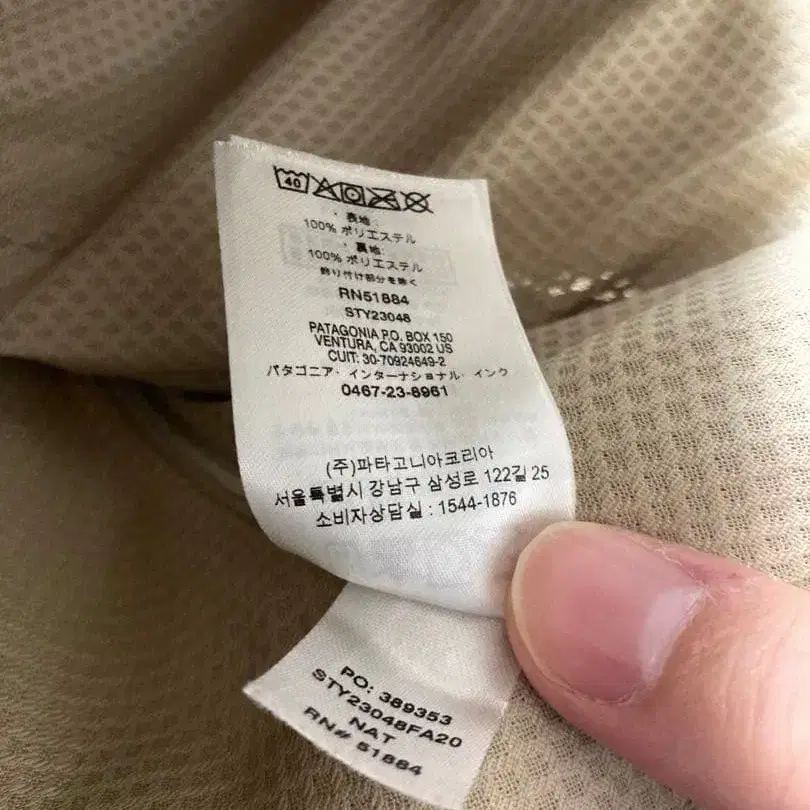 40
・ 表地:
100% ポリエステル
・ 裏地:
100% ポリエステル
飾り付け部分を除く
RN51884
STY23048
PATAGONIA P.O. BOX 150
VENTURA, CA 93002 US
CUIT: 30-70924649-2
パタゴニア・インターナショナル・インク
0467-23-8961
(주)파타고니아코리아
서울특별시 강남구 삼성로 122길 25
소비자상담실 : 1544-1876
PO: 389353
STY23048FA20
NAT
RN# 51884